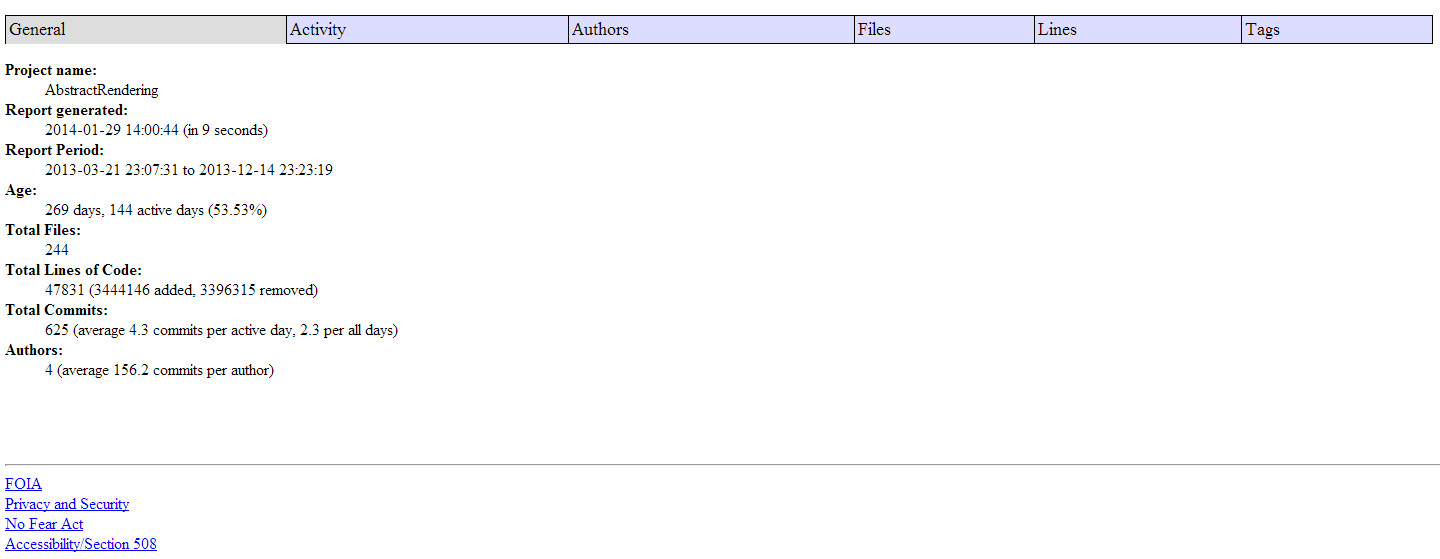 General Activity Authors Files Lines Tags
Project name:
AbstractRendering
Report generated:
2014-01-29 14:00:44 (in 9 seconds)
Report Period:
2013-03-21 23:07:31 to 2013-12-14 23:23:19
Age:
269 days, 144 active days (53.53%)
Total Files:
244
Total Lines of Code:
47831 (3444146 added, 3396315 removed)
Total Commits:
625 (average 4.3 commits per active day, 2.3 per all days)
Authors:
4 (average 156.2 commits per author)
FOIA
Privacy and Security
No Fear Act
Accessibility/Section 508